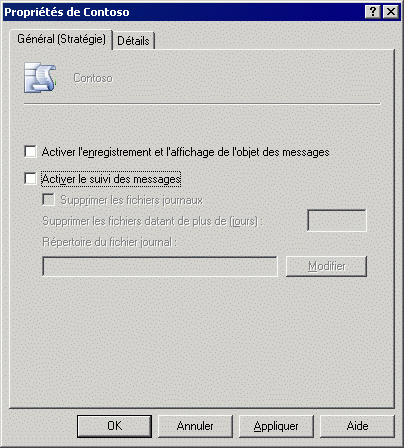 Propriétés de Contoso
Général (Stratégie) Détails
Contoso
Activer l'enregistrement et l'affichage de l'objet des messages
Activer le suivi des messages
Supprimer les fichiers journaux
Supprimer les fichiers datant de plus de (jours) :
Répertoire du fichier journal :
Modifier
OK Annuler Appliquer Aide